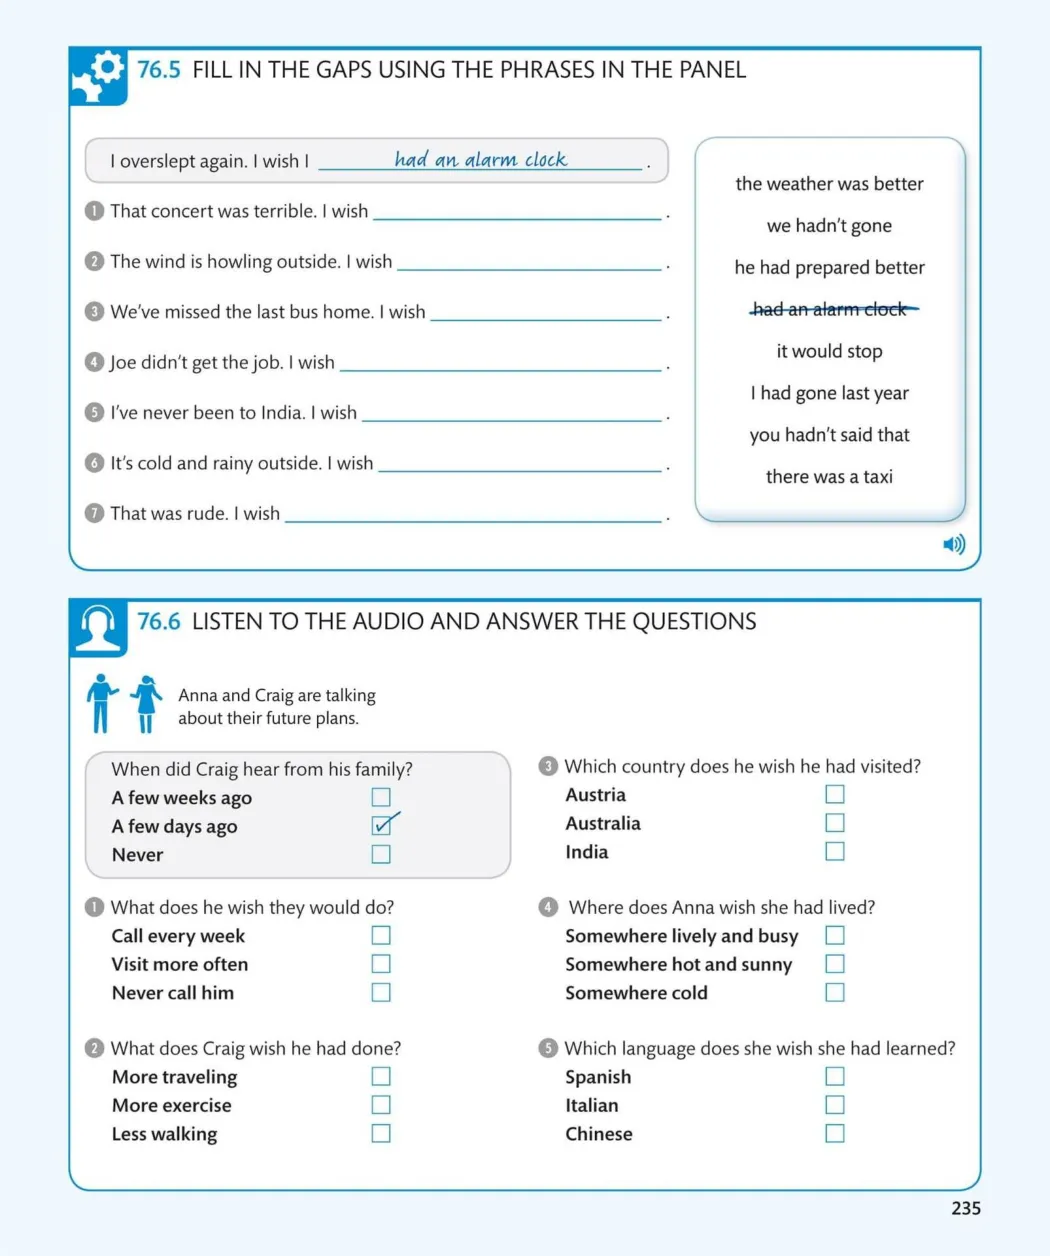 76.5 FILL IN THE GAPS USING THE PHRASES IN THE PANEL
I overslept again. I wish I had an alarm clock .
1 That concert was terrible. I wish .
2 The wind is howling outside. I wish .
3 We've missed the last bus home. I wish .
4 Joe didn't get the job. I wish .
5 I've never been to India. I wish .
6 It's cold and rainy outside. I wish .
7 That was rude. I wish .
the weather was better
we hadn't gone
he had prepared better
had an alarm clock
it would stop
I had gone last year
you hadn't said that
there was a taxi
76.6 LISTEN TO THE AUDIO AND ANSWER THE QUESTIONS
Anna and Craig are talking
about their future plans.
When did Craig hear from his family?
A few weeks ago
A few days ago
Never
1 What does he wish they would do?
Call every week
Visit more often
Never call him
2 What does Craig wish he had done?
More traveling
More exercise
Less walking
3 Which country does he wish he had visited?
Austria
Australia
India
4 Where does Anna wish she had lived?
Somewhere lively and busy
Somewhere hot and sunny
Somewhere cold
5 Which language does she wish she had learned?
Spanish
Italian
Chinese
235